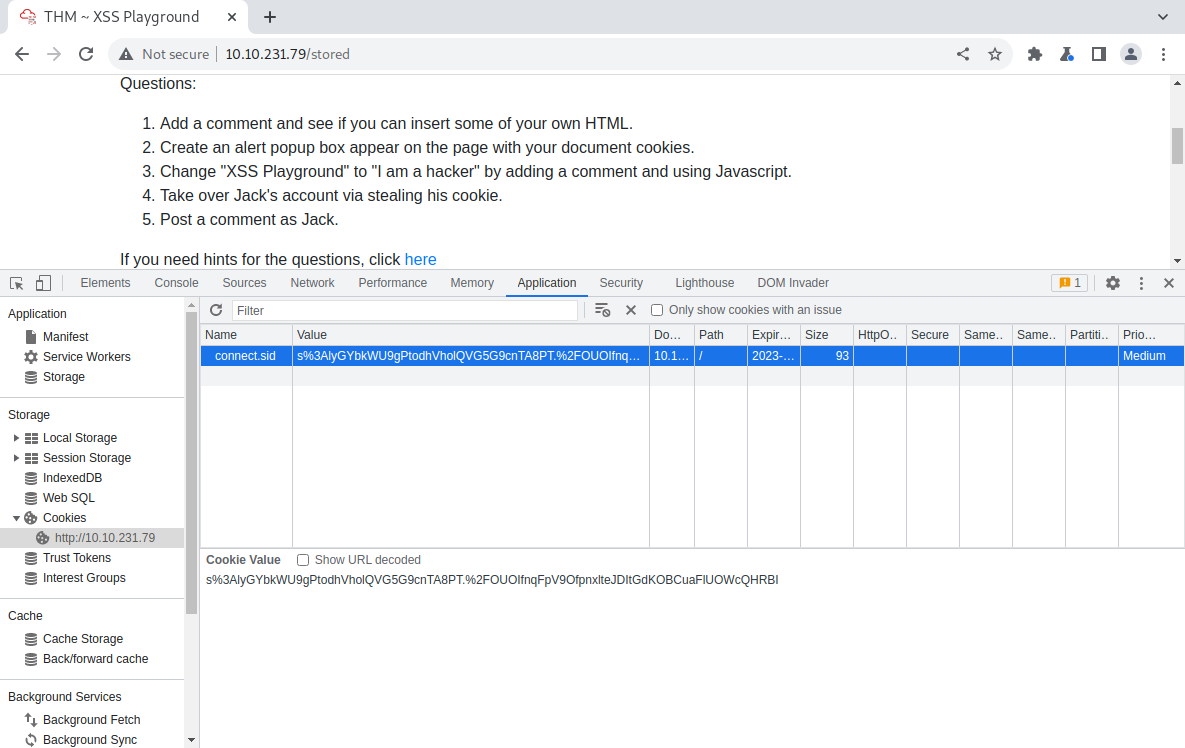 THM ~ XSS Playground
Not secure 10.10.231.79/stored
Questions:
1. Add a comment and see if you can insert some of your own HTML.
2. Create an alert popup box appear on the page with your document cookies.
3. Change "XSS Playground" to "I am a hacker" by adding a comment and using Javascript.
4. Take over Jack's account via stealing his cookie.
5. Post a comment as Jack.
If you need hints for the questions, click here
Elements Console Sources Network Performance Memory Application Security Lighthouse DOM Invader 1
Application
Manifest
Service Workers
Storage
Storage
Local Storage
Session Storage
IndexedDB
Web SQL
Cookies
http://10.10.231.79
Trust Tokens
Interest Groups
Cache
Cache Storage
Back/forward cache
Background Services
Background Fetch
Background Sync
Filter Only show cookies with an issue
Name Value Do... Path Expir... Size HttpO.. Secure Same.. Same.. Partiti.. Prio...
connect.sid s%3AlyGYbkWU9gPtodhVholQVG5G9cnTA8PT.%2FOUOIfnq... 10.1... / 2023-... 93 Medium
Cookie Value Show URL decoded
s%3AlyGYbkWU9gPtodhVholQVG5G9cnTA8PT.%2FOUOIfnqFpV9OfpnxlteJDItGdKOBCuaFlUOWcQHRBI